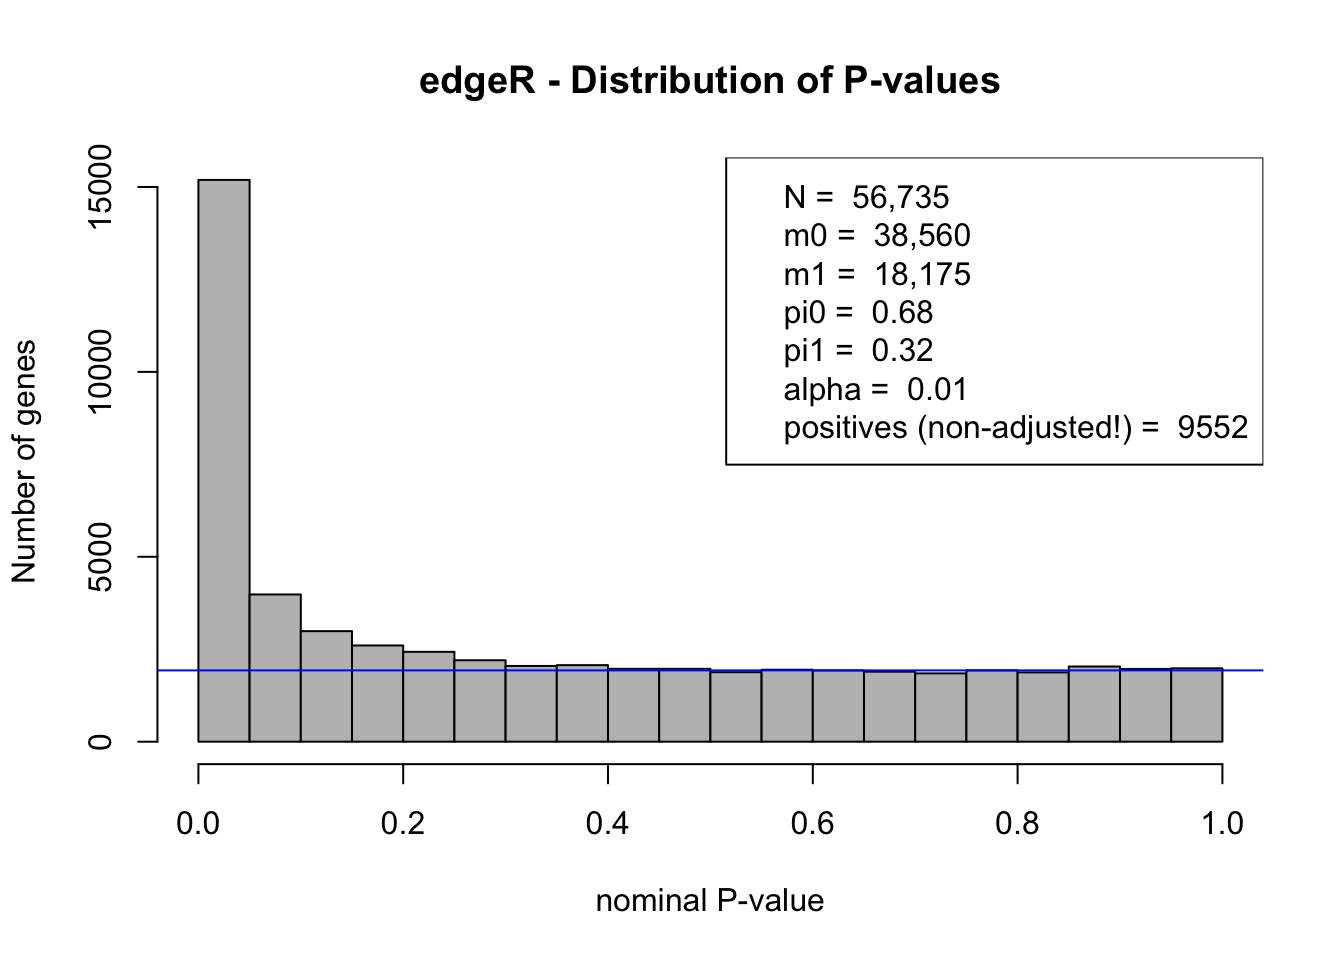 edgeR - Distribution of P-values
N =  56,735
m0 =  38,560
m1 =  18,175
pi0 =  0.68
pi1 =  0.32
alpha =  0.01
positives (non-adjusted!) =  9552
Number of genes
15000
10000
5000
0
0.0 0.2 0.4 0.6 0.8 1.0
nominal P-value